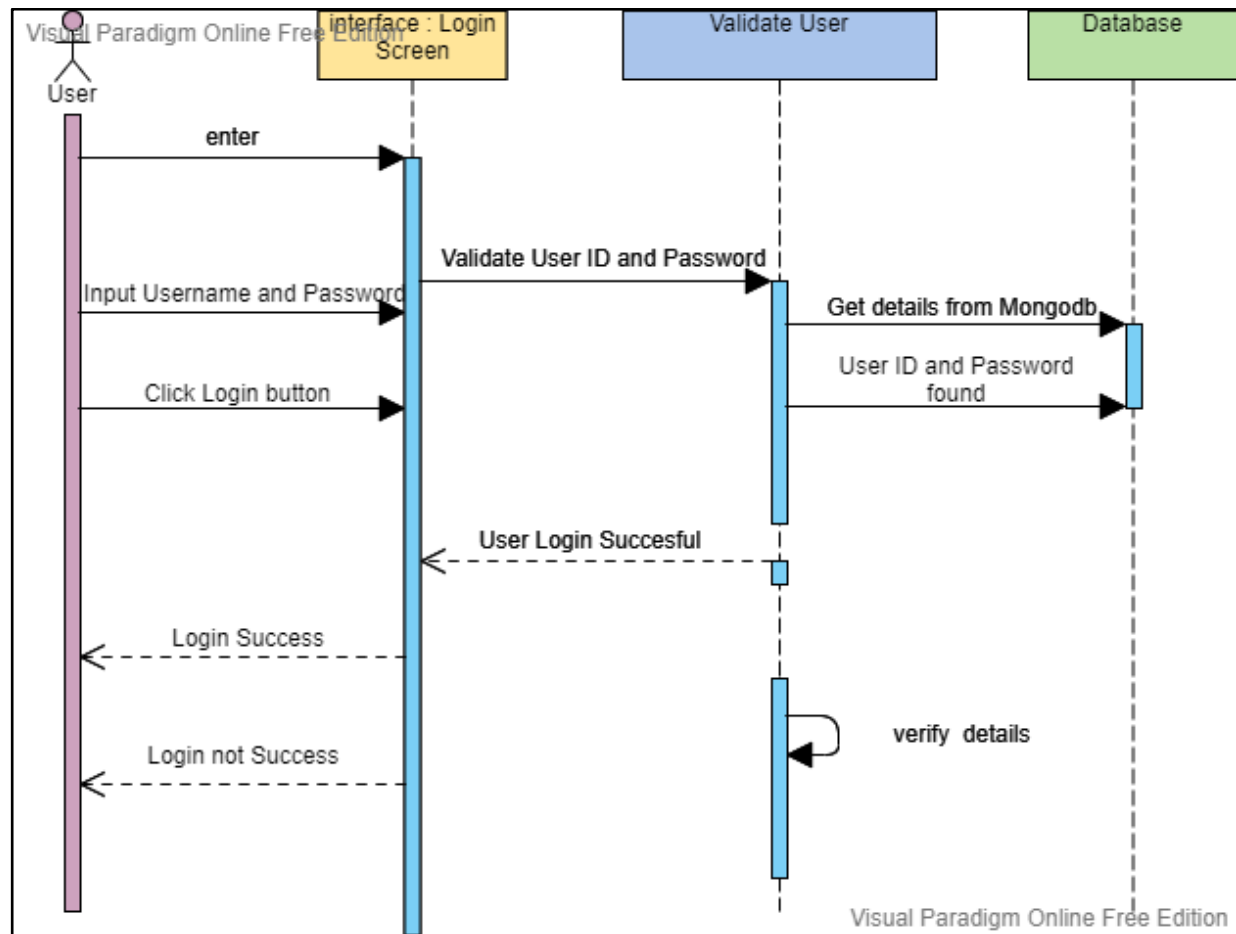 Visual Paradigm Online Free Edition
interface : Login
Screen
Validate User
Database
User
enter
Validate User ID and Password
Input Username and Password
Get details from Mongodb
User ID and Password
found
Click Login button
User Login Succesful
Login Success
verify details
Login not Success
Visual Paradigm Online Free Edition